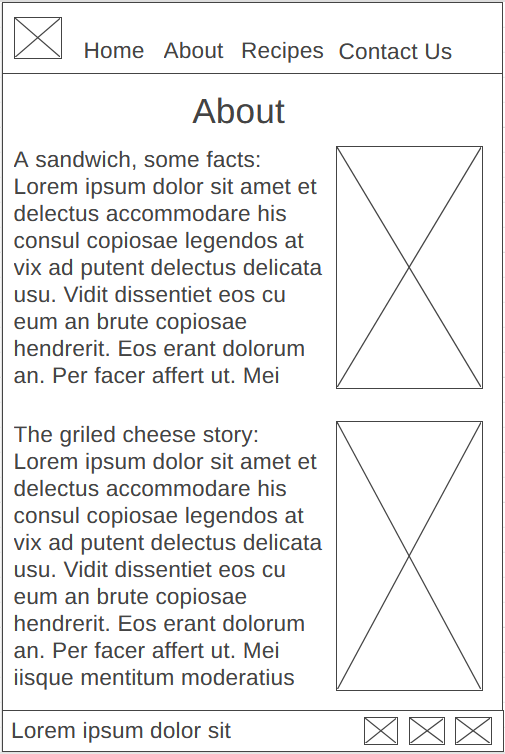 Home About Recipes Contact Us
About
A sandwich, some facts:
Lorem ipsum dolor sit amet et
delectus accommodare his
consul copiosae legendos at
vix ad putent delectus delicata
usu. Vidit dissentiet eos cu
eum an brute copiosae
hendrerit. Eos erant dolorum
an. Per facer affert ut. Mei
The griled cheese story:
Lorem ipsum dolor sit amet et
delectus accommodare his
consul copiosae legendos at
vix ad putent delectus delicata
usu. Vidit dissentiet eos cu
eum an brute copiosae
hendrerit. Eos erant dolorum
an. Per facer affert ut. Mei
iisque mentitum moderatius
Lorem ipsum dolor sit